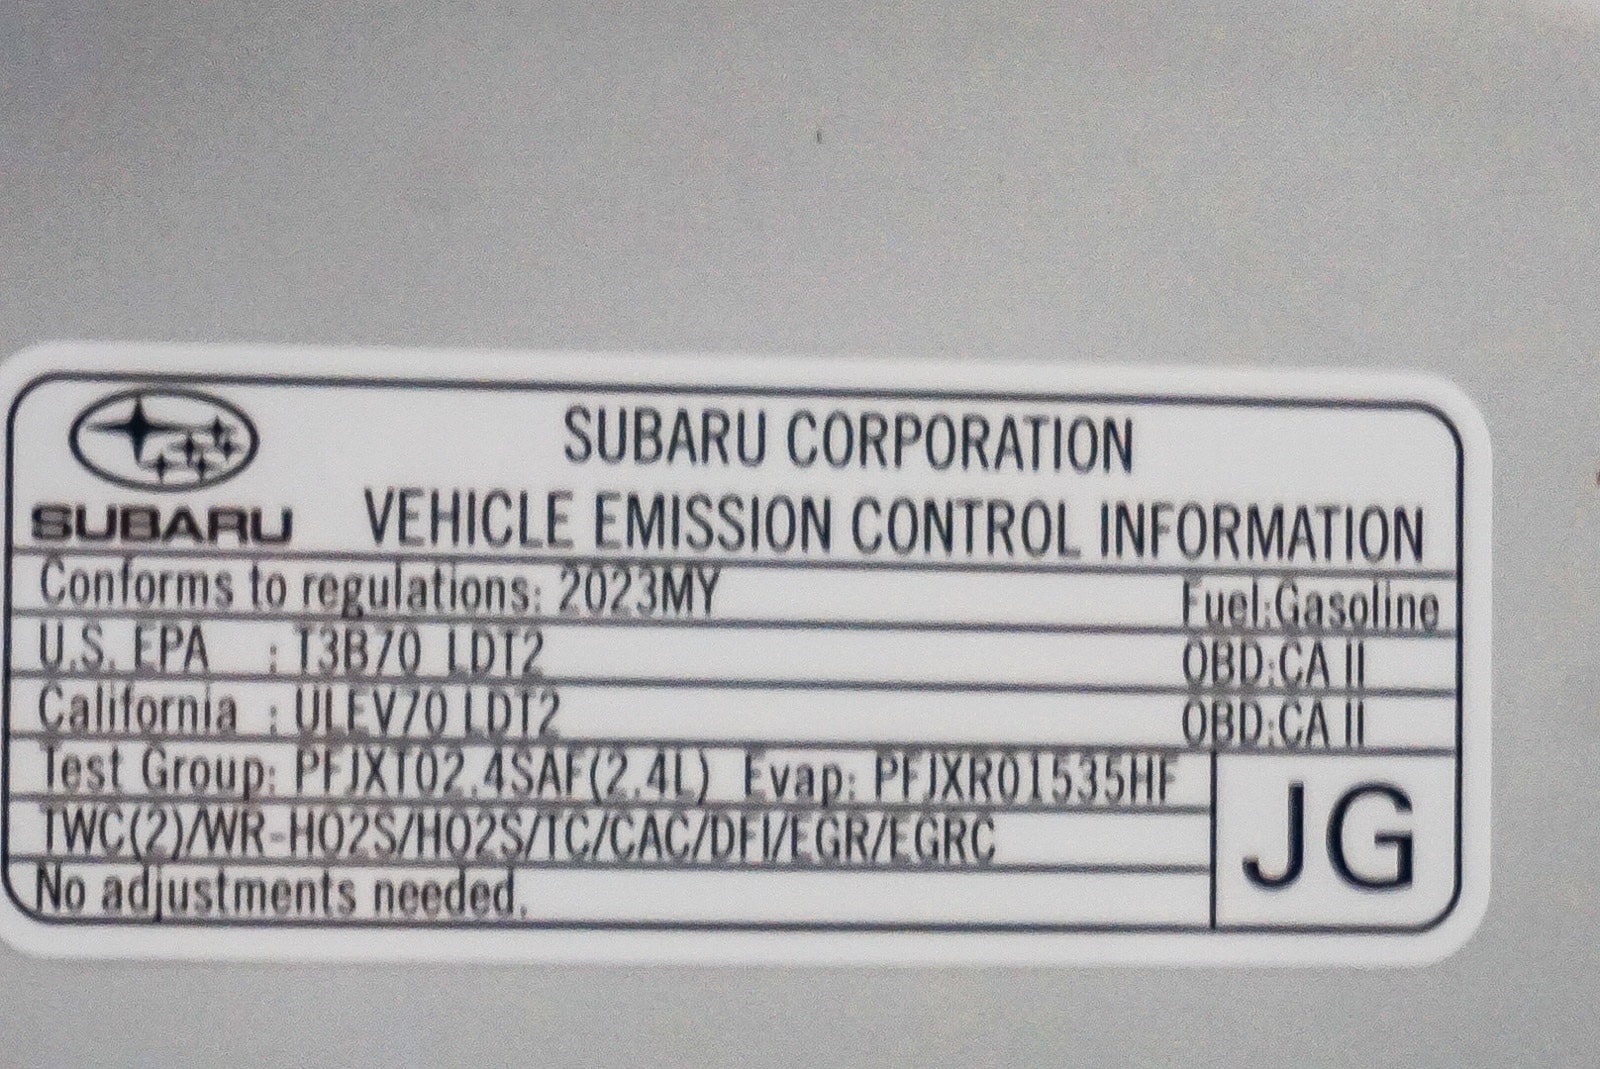 SUBARU CORPORATION
SUBARU VEHICLE EMISSION CONTROL INFORMATION
Conforms to regulations: 2023MY Fuel:Gasoline
U.S. EPA : T3B70 LDT2 OBD:CA II
California : ULEV70 LDT2 OBD:CA II
Test Group: PFJXT02.4SAF(2.4L) Evap: PFJXR01535HF
TWC(2)/WR-HO2S/HO2S/TC/CAC/DFI/EGR/EGRC
JG
No adjustments needed.